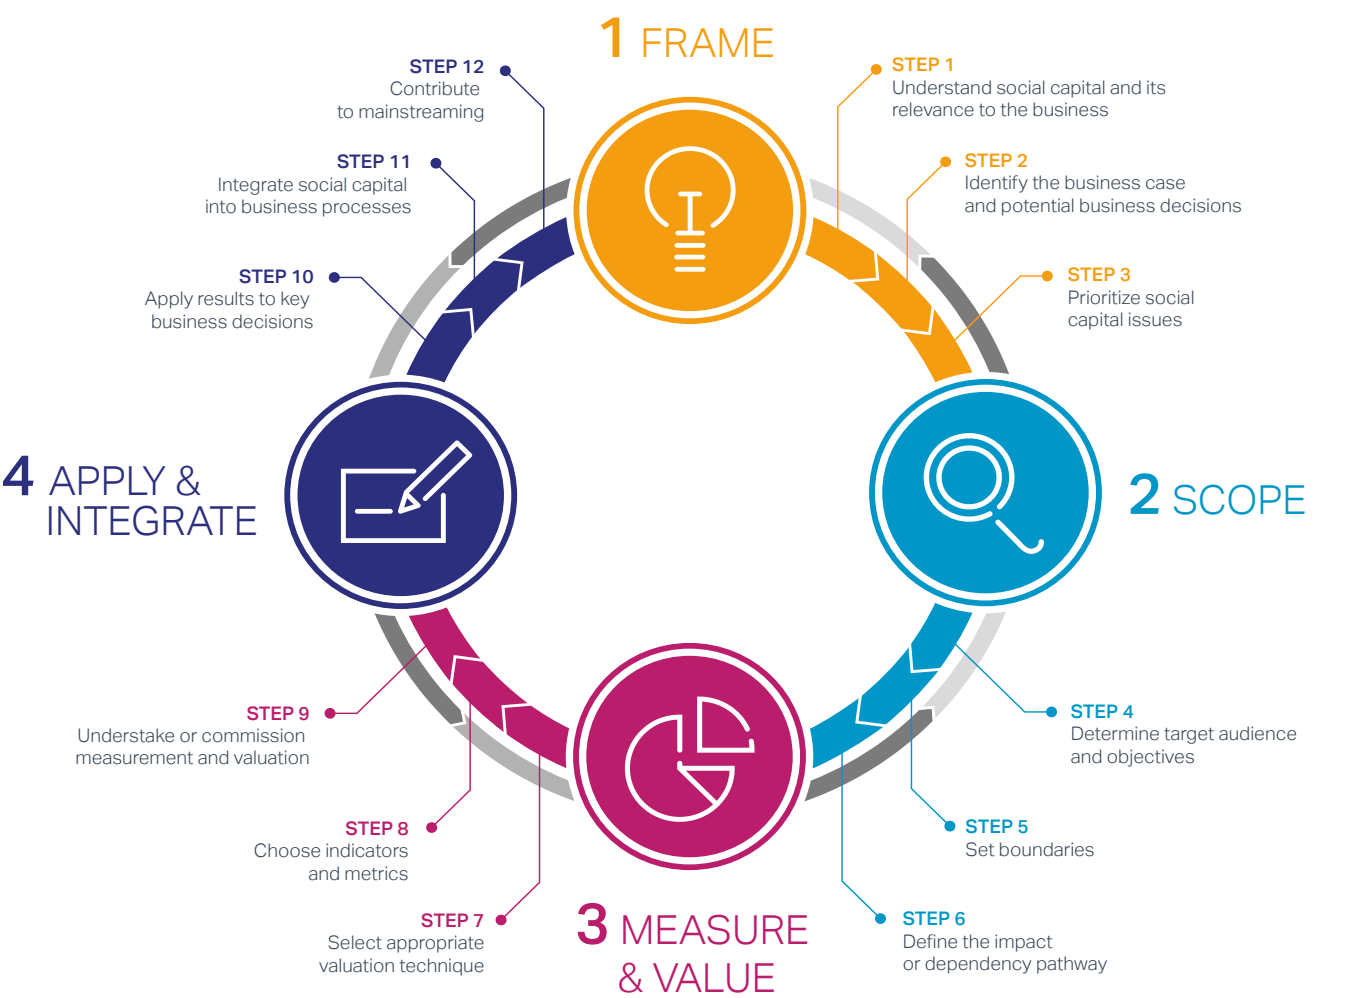 1 FRAME
STEP 1
Understand social capital and its
relevance to the business
STEP 2
Identify the business case
and potential business decisions
STEP 3
Prioritize social
capital issues
2 SCOPE
STEP 4
Determine target audience
and objectives
STEP 5
Set boundaries
STEP 6
Define the impact
or dependency pathway
3 MEASURE
& VALUE
STEP 7
Select appropriate
valuation technique
STEP 8
Choose indicators
and metrics
STEP 9
Understake or commission
measurement and valuation
4 APPLY &
INTEGRATE
STEP 10
Apply results to key
business decisions
STEP 11
Integrate social capital
into business processes
STEP 12
Contribute
to mainstreaming